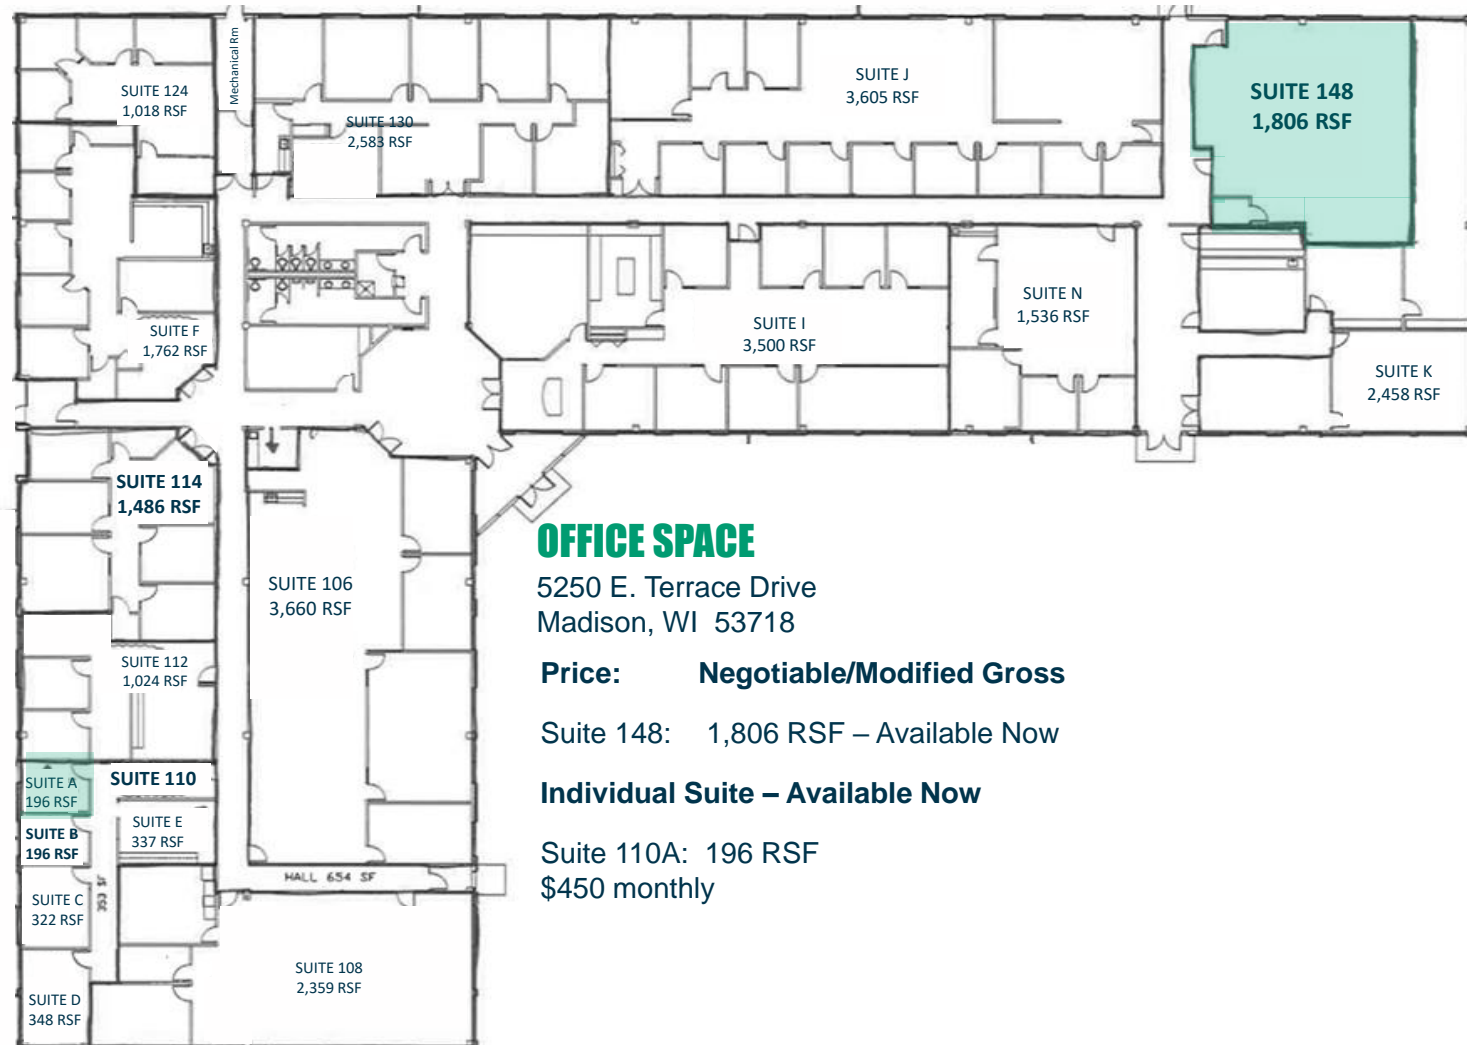 Mechanical Rm
SUITE 124
1,018 RSF
SUITE 130
2,583 RSF
SUITE J
3,605 RSF
SUITE 148
1,806 RSF
SUITE F
1,762 RSF
SUITE I
3,500 RSF
SUITE N
1,536 RSF
SUITE K
2,458 RSF
SUITE 114
1,486 RSF
SUITE 106
3,660 RSF
SUITE 112
1,024 RSF
SUITE A
196 RSF
SUITE 110
SUITE B
196 RSF
SUITE E
337 RSF
SUITE C
322 RSF
353 SF
HALL 654 SF
SUITE D
348 RSF
SUITE 108
2,359 RSF
OFFICE SPACE
5250 E. Terrace Drive
Madison, WI 53718
Price: Negotiable/Modified Gross
Suite 148: 1,806 RSF – Available Now
Individual Suite – Available Now
Suite 110A: 196 RSF
$450 monthly